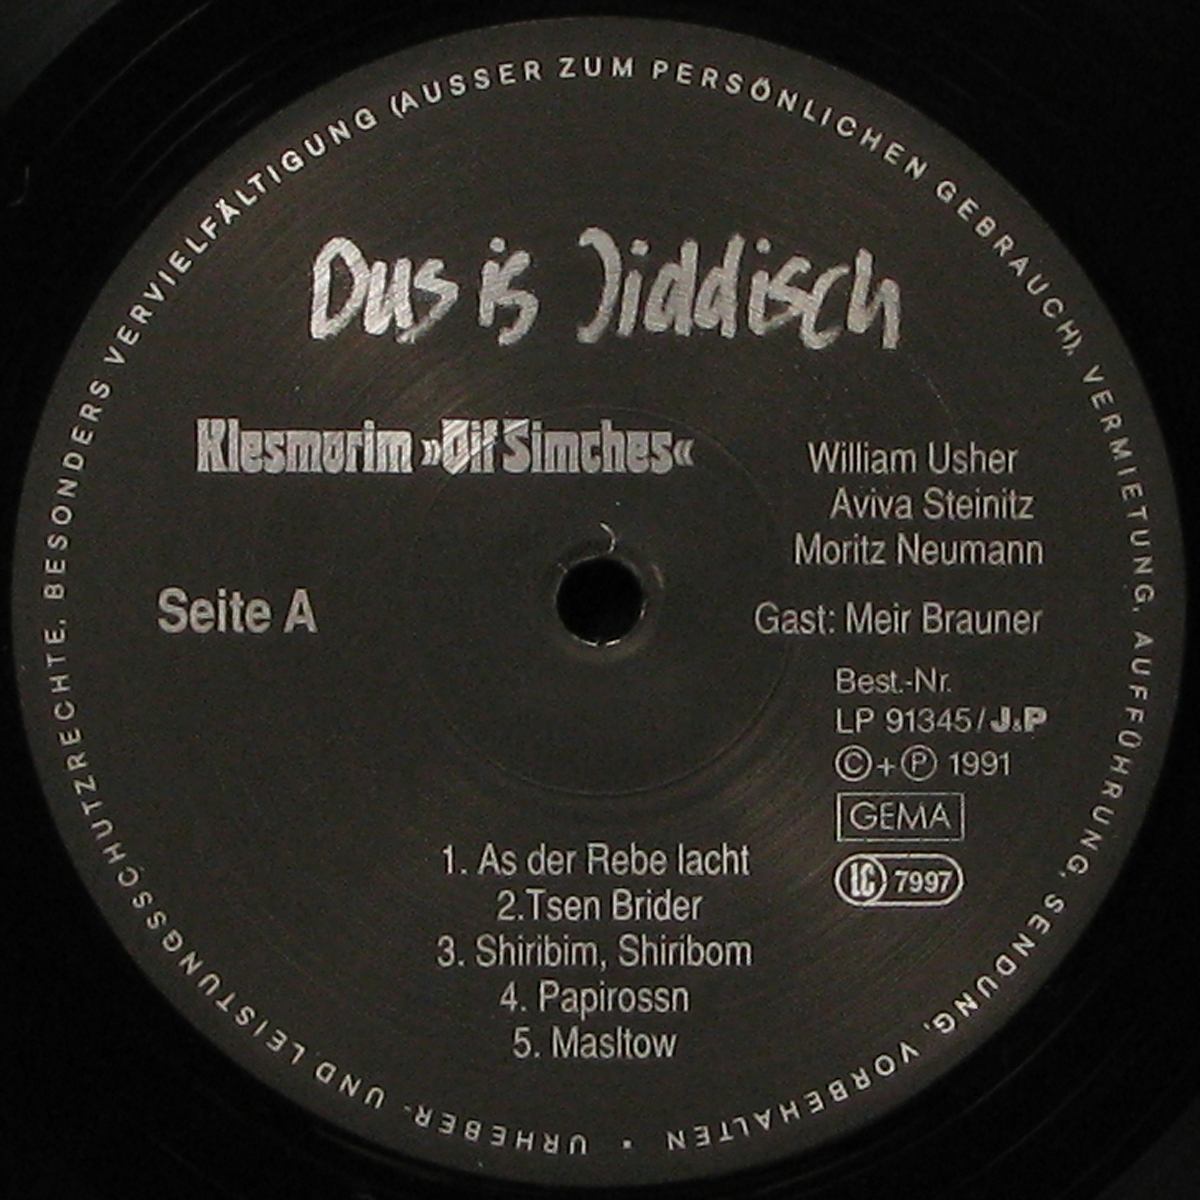 Dus is Jiddisch
Klesmorim »Oif Simches«
William Usher
Aviva Steinitz
Moritz Neumann
Seite A
Gast: Meir Brauner
Best.-Nr.
LP 91345/J&P
©+℗ 1991
GEMA
LC 7997
1. As der Rebe lacht
2.Tsen Brider
3. Shiribim, Shiribom
4. Papirossn
5. Masltow
URHEBER- UND LEISTUNGSSCHUTZRECHTE, BESONDERS VERVIELFÄLTIGUNG (AUSSER ZUM PERSÖNLICHEN GEBRAUCH), VERMIETUNG, AUFFÜHRUNG, SENDUNG, VORBEHALTEN •